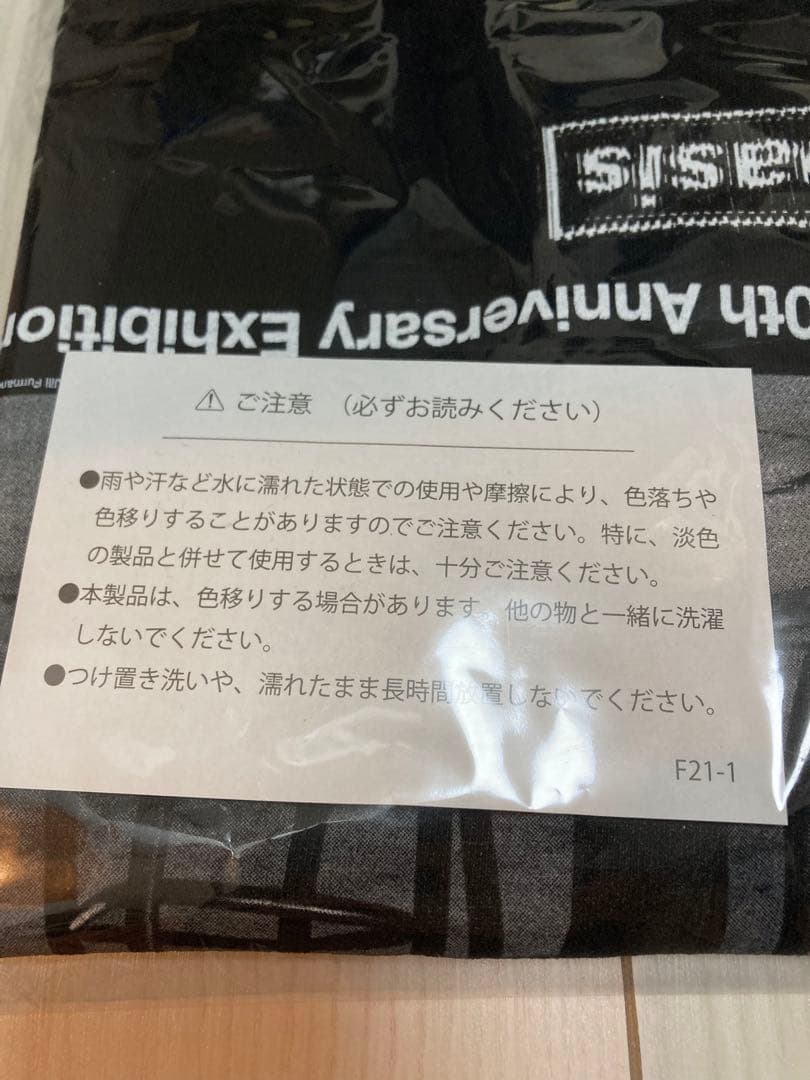 0th Anniversary Exhibition
Jill Furman
⚠ ご注意 （必ずお読みください）
●雨や汗など水に濡れた状態での使用や摩擦により、色落ちや
色移りすることがありますのでご注意ください。特に、淡色
の製品と併せて使用するときは、十分ご注意ください。
●本製品は、色移りする場合があります。他の物と一緒に洗濯
しないでください。
●つけ置き洗いや、濡れたまま長時間放置しないでください。
F21-1